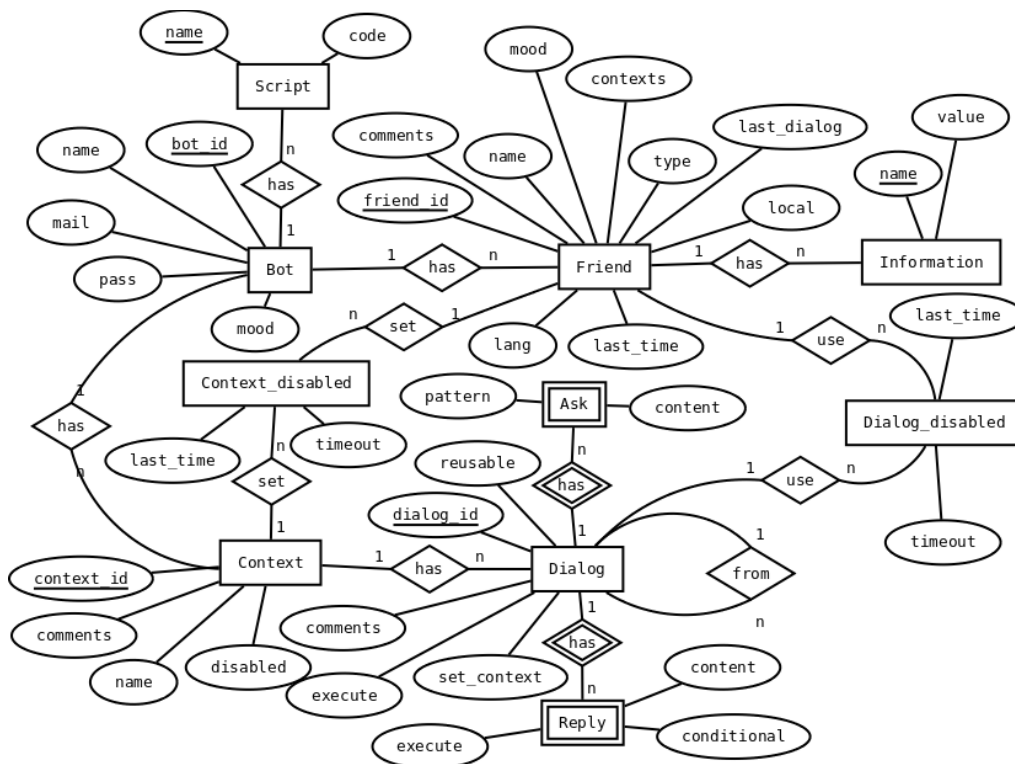 name
code
mood
Script
contexts
value
last_dialog
comments
n
bot_id
name
name
type
name
has
friend_id
local
mail
1
Bot
1
has
n
Friend
1
has
n
Information
pass
mood
n
set
1
last_time
1
use
n
lang
last_time
Context_disabled
1
pattern
Ask
content
has
Dialog_disabled
last_time
timeout
n
n
reusable
1
use
n
n
set
has
dialog_id
1
1
1
timeout
Context
1
has
n
Dialog
from
context_id
comments
1
n
comments
has
disabled
name
set_context
content
execute
n
Reply
conditional
execute